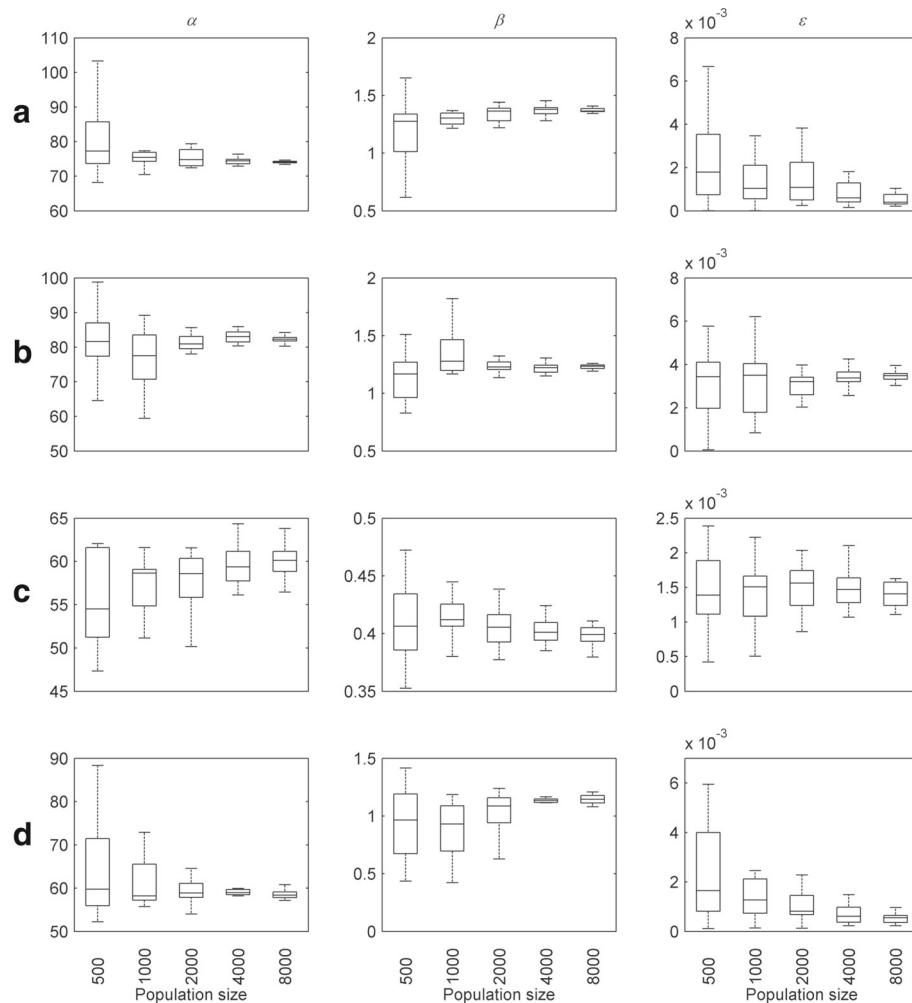 α β ε
x 10⁻³
110 2 8
100
90 1.5 6
a
80 1 4
70 2
60 0.5 0
x 10⁻³
100 2 8
90
80 1.5 6
b
70 1 4
60 2
50 0.5 0
x 10⁻³
65 0.5 2.5
60 0.45 2
c
55 1.5
50 0.4 1
0.5
45 0.35 0
x 10⁻³
90 1.5
80 1 6
d
70 4
60 0.5 2
50 0 0
500 1000 2000 4000 8000 500 1000 2000 4000 8000 500 1000 2000 4000 8000
Population size Population size Population size